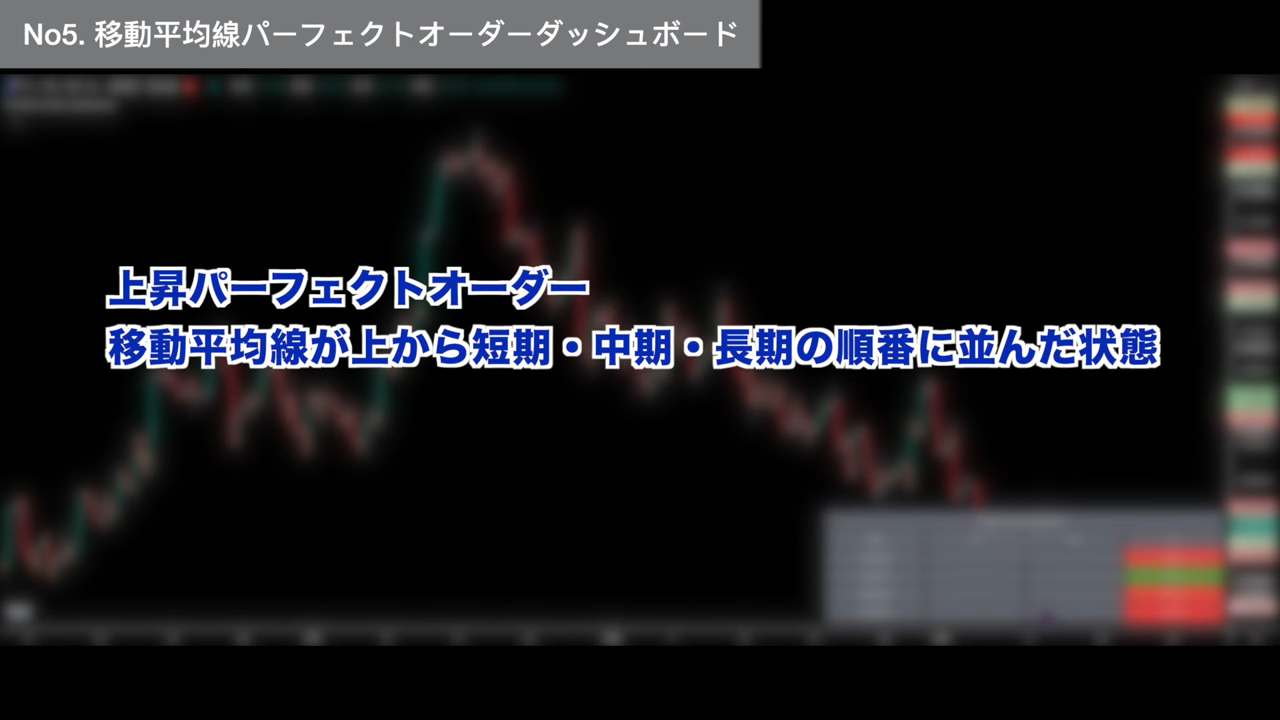 No5. 移動平均線パーフェクトオーダーダッシュボード
上昇パーフェクトオーダー
移動平均線が上から短期・中期・長期の順番に並んだ状態